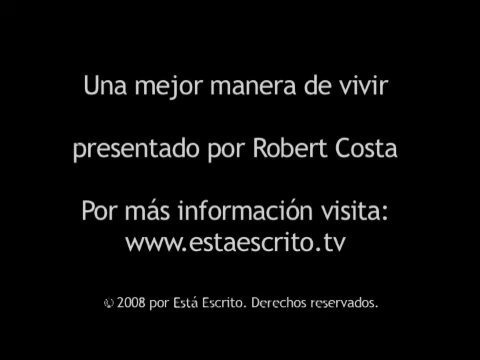 Una mejor manera de vivir
presentado por Robert Costa
Por más información visita:
www.estaescrito.tv
© 2008 por Está Escrito. Derechos reservados.